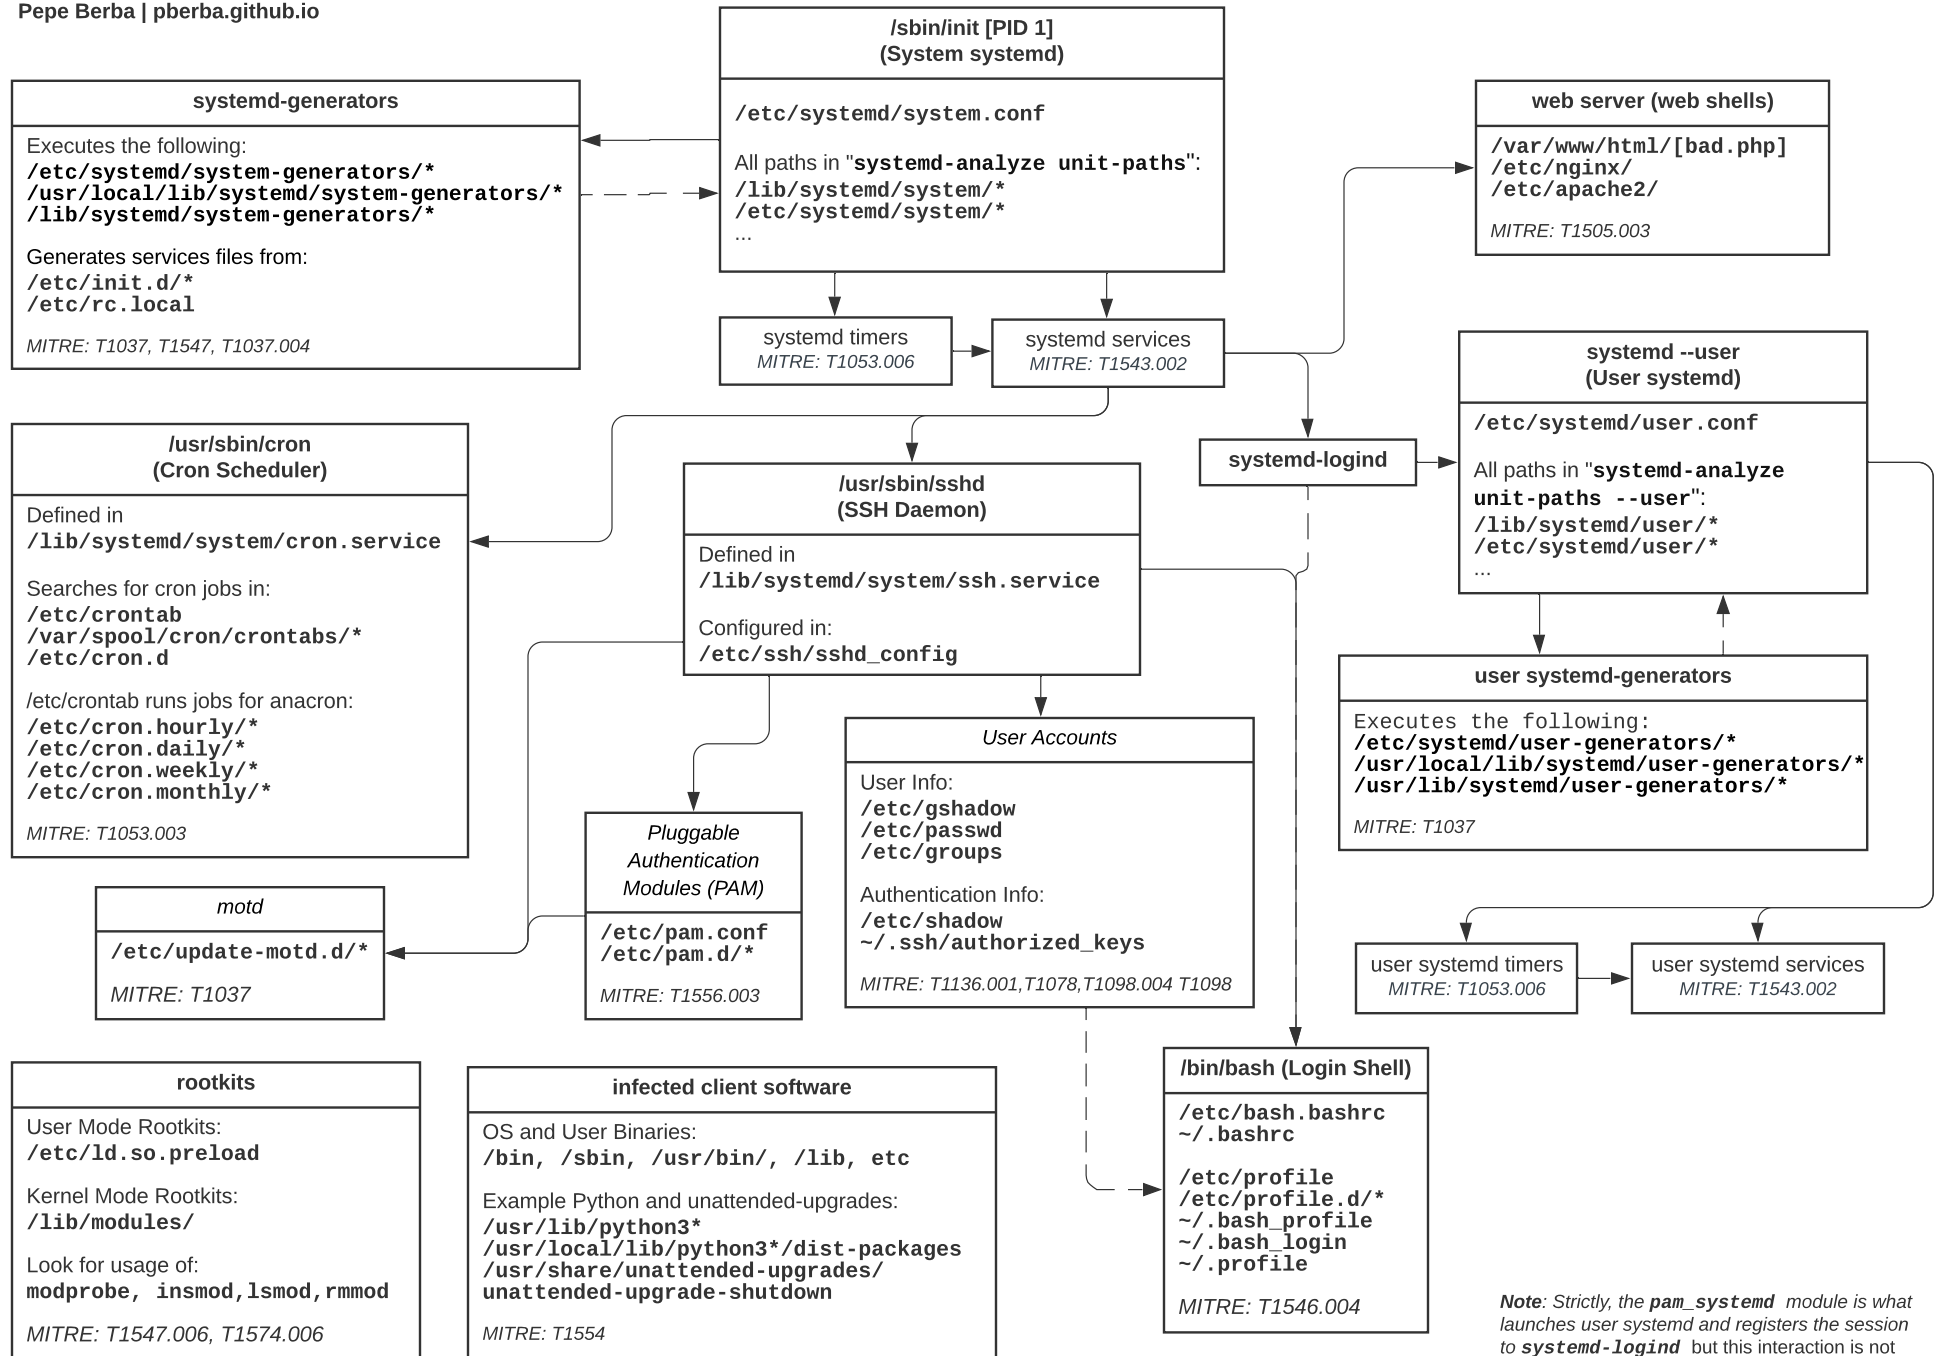 Pepe Berba | pberba.github.io
/sbin/init [PID 1]
(System systemd)
/etc/systemd/system.conf
All paths in "systemd-analyze unit-paths":
/lib/systemd/system/*
/etc/systemd/system/*
...
systemd-generators
Executes the following:
/etc/systemd/system-generators/*
/usr/local/lib/systemd/system-generators/*
/lib/systemd/system-generators/*
Generates services files from:
/etc/init.d/*
/etc/rc.local
MITRE: T1037, T1547, T1037.004
web server (web shells)
/var/www/html/[bad.php]
/etc/nginx/
/etc/apache2/
MITRE: T1505.003
systemd timers
MITRE: T1053.006
systemd services
MITRE: T1543.002
systemd --user
(User systemd)
/etc/systemd/user.conf
All paths in "systemd-analyze
unit-paths --user":
/lib/systemd/user/*
/etc/systemd/user/*
...
/usr/sbin/cron
(Cron Scheduler)
Defined in
/lib/systemd/system/cron.service
Searches for cron jobs in:
/etc/crontab
/var/spool/cron/crontabs/*
/etc/cron.d
/etc/crontab runs jobs for anacron:
/etc/cron.hourly/*
/etc/cron.daily/*
/etc/cron.weekly/*
/etc/cron.monthly/*
MITRE: T1053.003
/usr/sbin/sshd
(SSH Daemon)
Defined in
/lib/systemd/system/ssh.service
Configured in:
/etc/ssh/sshd_config
systemd-logind
user systemd-generators
Executes the following:
/etc/systemd/user-generators/*
/usr/local/lib/systemd/user-generators/*
/usr/lib/systemd/user-generators/*
MITRE: T1037
User Accounts
User Info:
/etc/gshadow
/etc/passwd
/etc/groups
Authentication Info:
/etc/shadow
~/.ssh/authorized_keys
MITRE: T1136.001,T1078,T1098.004 T1098
Pluggable
Authentication
Modules (PAM)
/etc/pam.conf
/etc/pam.d/*
MITRE: T1556.003
motd
/etc/update-motd.d/*
MITRE: T1037
user systemd timers
MITRE: T1053.006
user systemd services
MITRE: T1543.002
rootkits
User Mode Rootkits:
/etc/ld.so.preload
Kernel Mode Rootkits:
/lib/modules/
Look for usage of:
modprobe, insmod,lsmod,rmmod
MITRE: T1547.006, T1574.006
infected client software
OS and User Binaries:
/bin, /sbin, /usr/bin/, /lib, etc
Example Python and unattended-upgrades:
/usr/lib/python3*
/usr/local/lib/python3*/dist-packages
/usr/share/unattended-upgrades/
unattended-upgrade-shutdown
MITRE: T1554
/bin/bash (Login Shell)
/etc/bash.bashrc
~/.bashrc
/etc/profile
/etc/profile.d/*
~/.bash_profile
~/.bash_login
~/.profile
MITRE: T1546.004
Note: Strictly, the pam_systemd module is what
launches user systemd and registers the session
to systemd-logind but this interaction is not